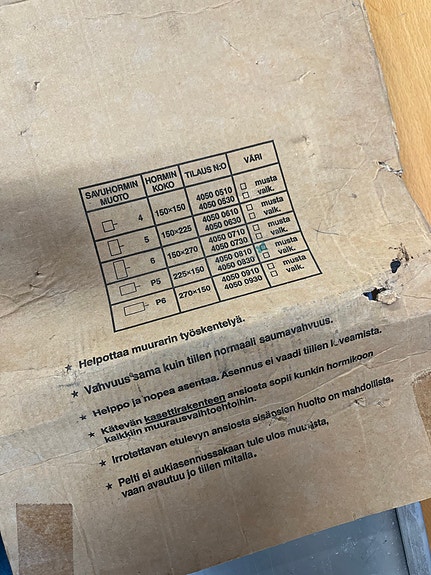 SAVUHORMIN MUOTO HORMIN KOKO TILAUS N:O VÄRI
4 150×150 4050 0510 musta
4050 0530 valk.
5 150×225 4050 0610 musta
4050 0630 valk.
6 150×270 4050 0710 musta
4050 0730 valk.
P5 225×150 4050 0810 musta
4050 0830 valk.
P6 270×150 4050 0910 musta
4050 0930 valk.
★ Helpottaa muurarin työskentelyä.
★ Vahvuus sama kuin tiilen normaali saumavahvuus.
★ Helppo ja nopea asentaa. Asennus ei vaadi tiilen l veamista.
★ Kätevän kasettirakenteen ansiosta sopii kunkin hormikoon
kaikkiin muurausvaihtoehtoihin.
★ Irrotettavan etulevyn ansiosta sisäosien huolto on mahdollista.
★ Pelti ei aukiasennossakaan tule ulos muurista,
vaan avautuu jo tiilen mitalla.